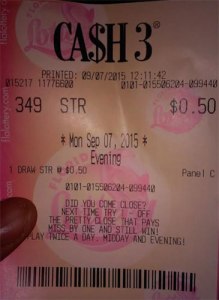 CA$H 3®
PRINTED: 09/07/2015 12:11:42
015217 11776600 0101-015506204-099440
349 STR $0.50
* Mon Sep 07, 2015 *
Evening
1 DRAW STR @ $0.50 Panel C
0101-015506204-099440
DID YOU COME CLOSE?
NEXT TIME TRY 1 - OFF
THE PRETTY CLOSE THAT PAYS
MISS BY ONE AND STILL WIN!
PLAY TWICE A DAY, MIDDAY AND EVENING!